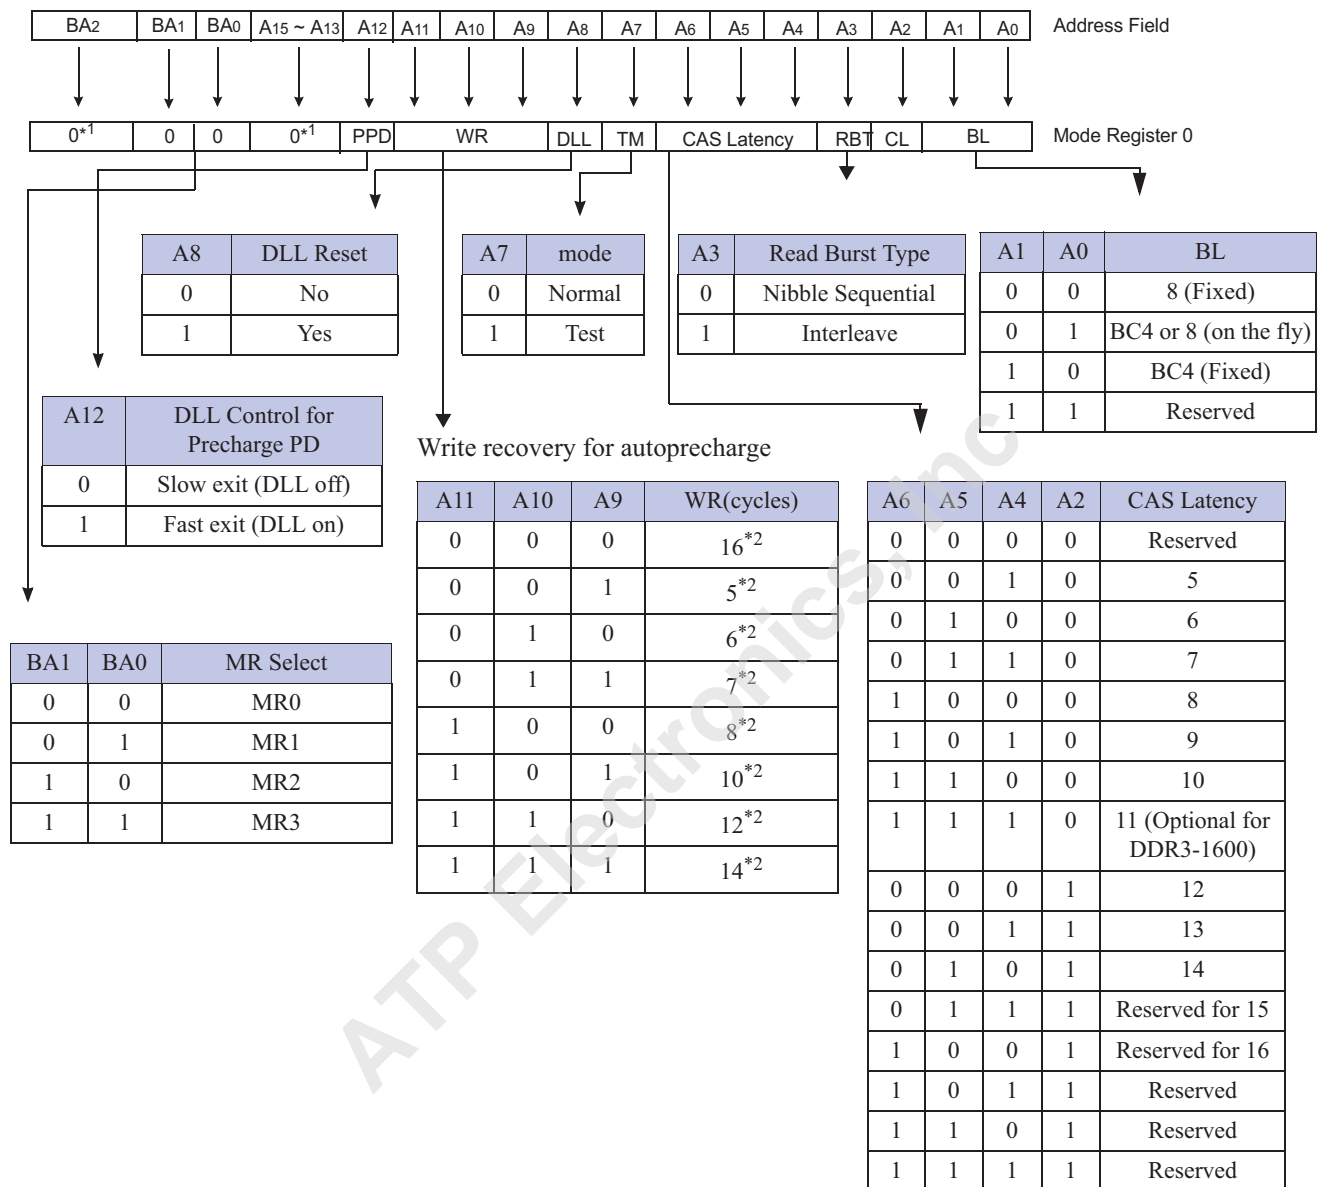 BA2 BA1 BA0 A15 ~ A13 A12 A11 A10 A9 A8 A7 A6 A5 A4 A3 A2 A1 A0 Address Field
0*1 0 0 0*1 PPD WR DLL TM CAS Latency RBT CL BL Mode Register 0
A8 DLL Reset
0 No
1 Yes
A7 mode
0 Normal
1 Test
A3 Read Burst Type
0 Nibble Sequential
1 Interleave
A1 A0 BL
0 0 8 (Fixed)
0 1 BC4 or 8 (on the fly)
1 0 BC4 (Fixed)
1 1 Reserved
A12 DLL Control for
Precharge PD
0 Slow exit (DLL off)
1 Fast exit (DLL on)
Write recovery for autoprecharge
A11 A10 A9 WR(cycles)
0 0 0 16*2
0 0 1 5*2
0 1 0 6*2
0 1 1 7*2
1 0 0 8*2
1 0 1 10*2
1 1 0 12*2
1 1 1 14*2
A6 A5 A4 A2 CAS Latency
0 0 0 0 Reserved
0 0 1 0 5
0 1 0 0 6
0 1 1 0 7
1 0 0 0 8
1 0 1 0 9
1 1 0 0 10
1 1 1 0 11 (Optional for
DDR3-1600)
0 0 0 1 12
0 0 1 1 13
0 1 0 1 14
0 1 1 1 Reserved for 15
1 0 0 1 Reserved for 16
1 0 1 1 Reserved
1 1 0 1 Reserved
1 1 1 1 Reserved
BA1 BA0 MR Select
0 0 MR0
0 1 MR1
1 0 MR2
1 1 MR3
ATP Electronics, inc